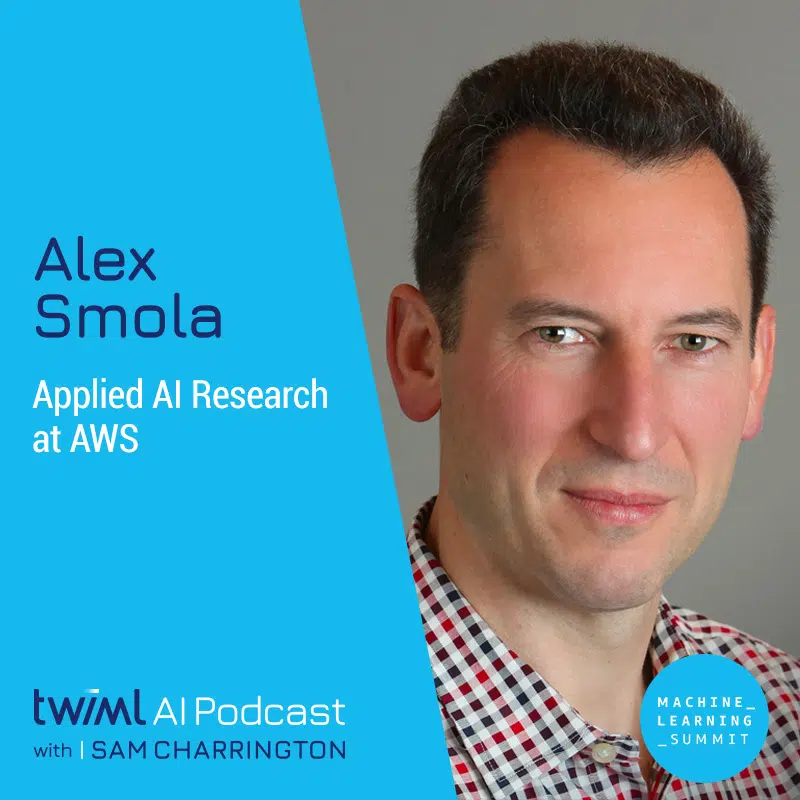 Alex
Smola
Applied AI Research
at AWS
twiml AI Podcast
with | SAM CHARRINGTON
MACHINE_
LEARNING
_SUMMIT